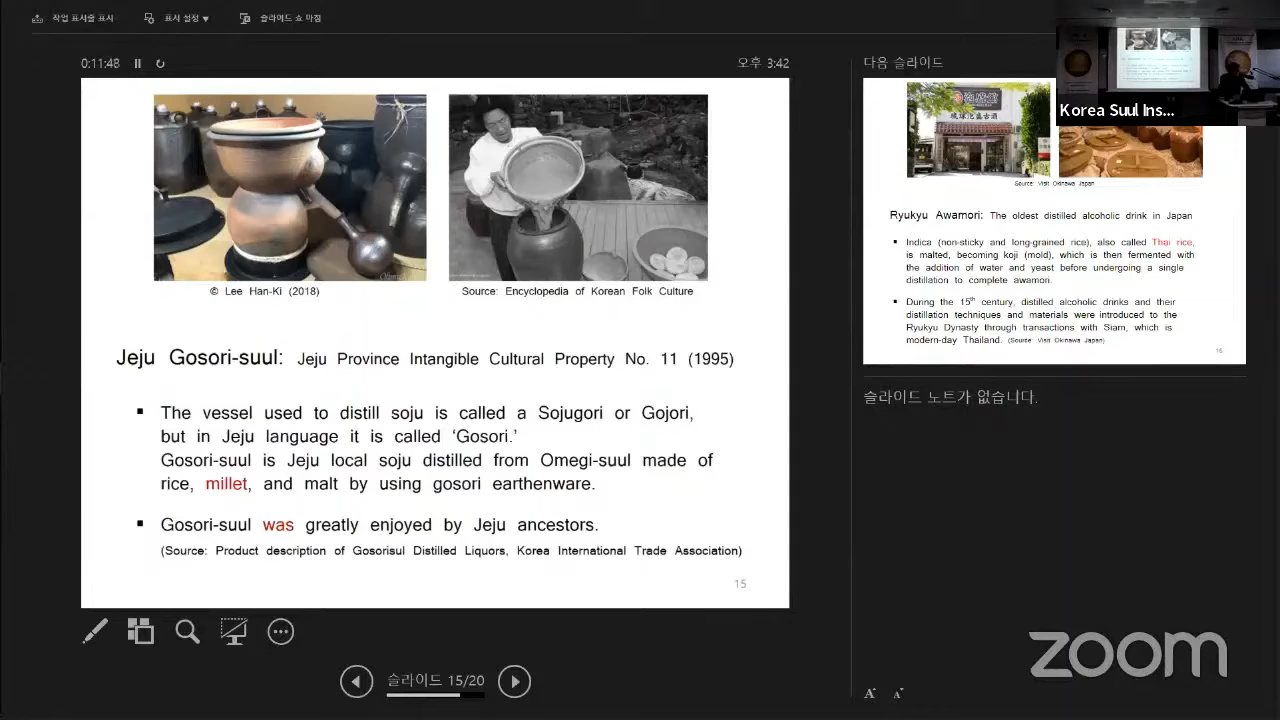 작업 표시줄 표시 표시 설정 ▼ 슬라이드 쇼 마침
0:11:48
오후 3:42
© Lee Han-Ki (2018)
Source: Encyclopedia of Korean Folk Culture
Jeju Gosori-suul: Jeju Province Intangible Cultural Property No. 11 (1995)
▪ The vessel used to distill soju is called a Sojugori or Gojori,
but in Jeju language it is called ‘Gosori.’
Gosori-suul is Jeju local soju distilled from Omegi-suul made of
rice, millet, and malt by using gosori earthenware.
▪ Gosori-suul was greatly enjoyed by Jeju ancestors.
(Source: Product description of Gosorisul Distilled Liquors, Korea International Trade Association)
15
슬라이드 15/20
다음 슬라이드
Korea Suul Ins...
Source: Visit Okinawa Japan
Ryukyu Awamori: The oldest distilled alcoholic drink in Japan
▪ Indica (non-sticky and long-grained rice), also called Thai rice,
is malted, becoming koji (mold), which is then fermented with
the addition of water and yeast before undergoing a single
distillation to complete awamori.
▪ During the 15th century, distilled alcoholic drinks and their
distillation techniques and materials were introduced to the
Ryukyu Dynasty through transactions with Siam, which is
modern-day Thailand. (Source: Visit Okinawa Japan)
16
슬라이드 노트가 없습니다.
zoom
A A